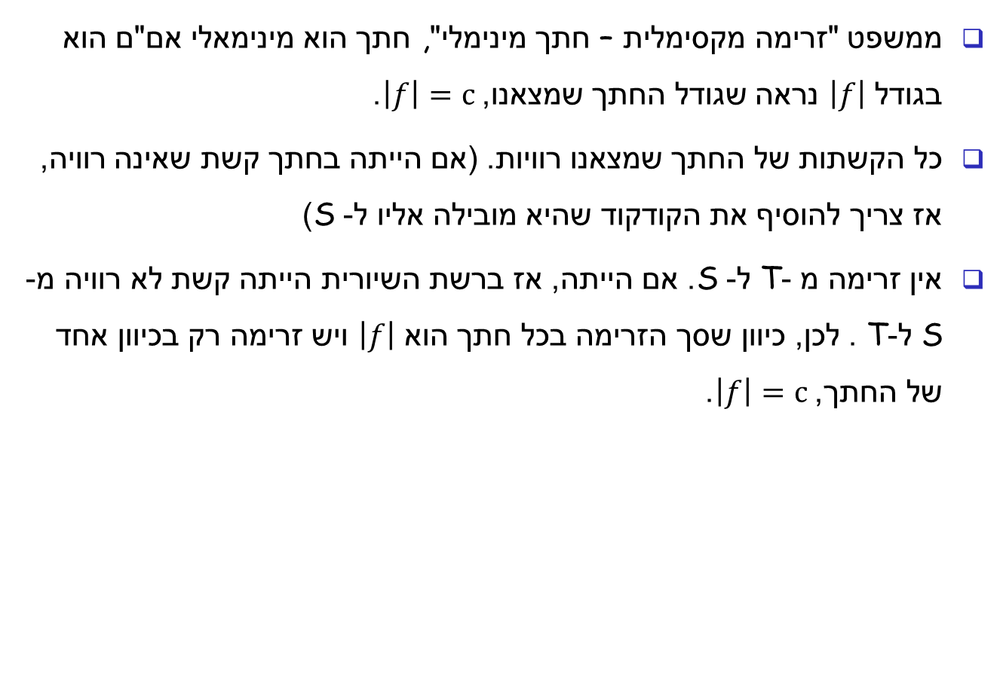 ממשפט "זרימה מקסימלית – חתך מינימלי", חתך הוא מינימאלי אם"ם הוא
בגודל |f| נראה שגודל החתך שמצאנו, |f| = c.
כל הקשתות של החתך שמצאנו רוויות. (אם הייתה בחתך קשת שאינה רוויה,
אז צריך להוסיף את הקודקוד שהיא מובילה אליו ל- S)
אין זרימה מ -T ל- S. אם הייתה, אז ברשת השיורית הייתה קשת לא רוויה מ-
S ל-T . לכן, כיוון שסך הזרימה בכל חתך הוא |f| ויש זרימה רק בכיוון אחד
של החתך, |f| = c.